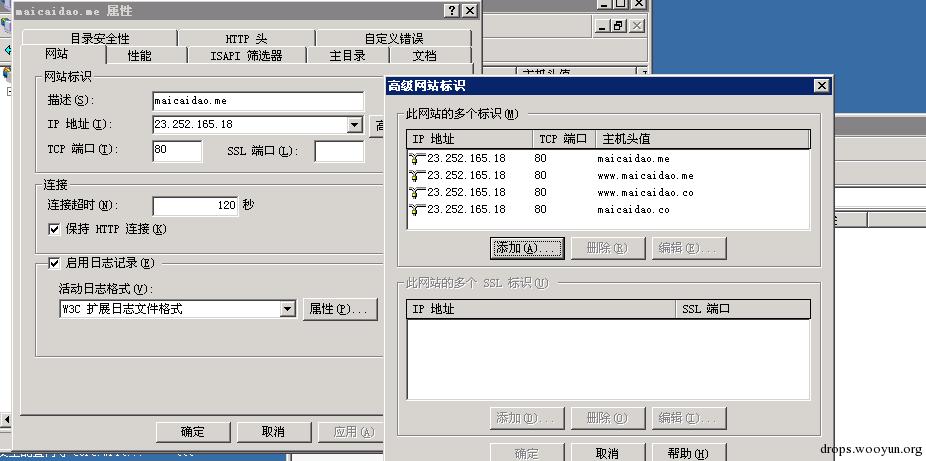 maicaidao.me 属性
目录安全性
HTTP 头
自定义错误
网站
性能
ISAPI 筛选器
主目录
文档
网站标识
描述(S):
maicaidao.me
IP 地址(I):
23.252.165.18
TCP 端口(T):
80
SSL 端口(L):
连接
连接超时(N):
120
秒
保持 HTTP 连接(K)
启用日志记录(E)
活动日志格式(V):
W3C 扩展日志文件格式
属性(P)...
确定
取消
应用(A)
高级网站标识
此网站的多个标识(M)
IP 地址 TCP 端口 主机头值
23.252.165.18 80 maicaidao.me
23.252.165.18 80 www.maicaidao.me
23.252.165.18 80 www.maicaidao.co
23.252.165.18 80 maicaidao.co
添加(A)...
删除(R)
编辑(E)...
此网站的多个 SSL 标识(U)
IP 地址 SSL 端口
添加(D)...
删除(O)
编辑(I)...
确定
取消
帮助(H)
drops.wooyun.org